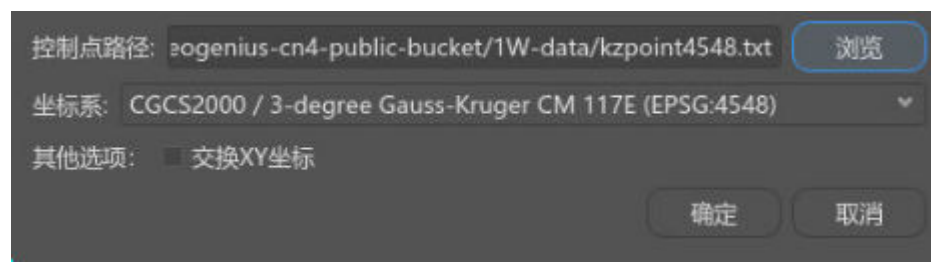 控制点路径: eogenius-cn4-public-bucket/1W-data/kzpoint4548.txt 浏览
坐标系: CGCS2000 / 3-degree Gauss-Kruger CM 117E (EPSG:4548)
其他选项: 交换XY坐标
确定 取消